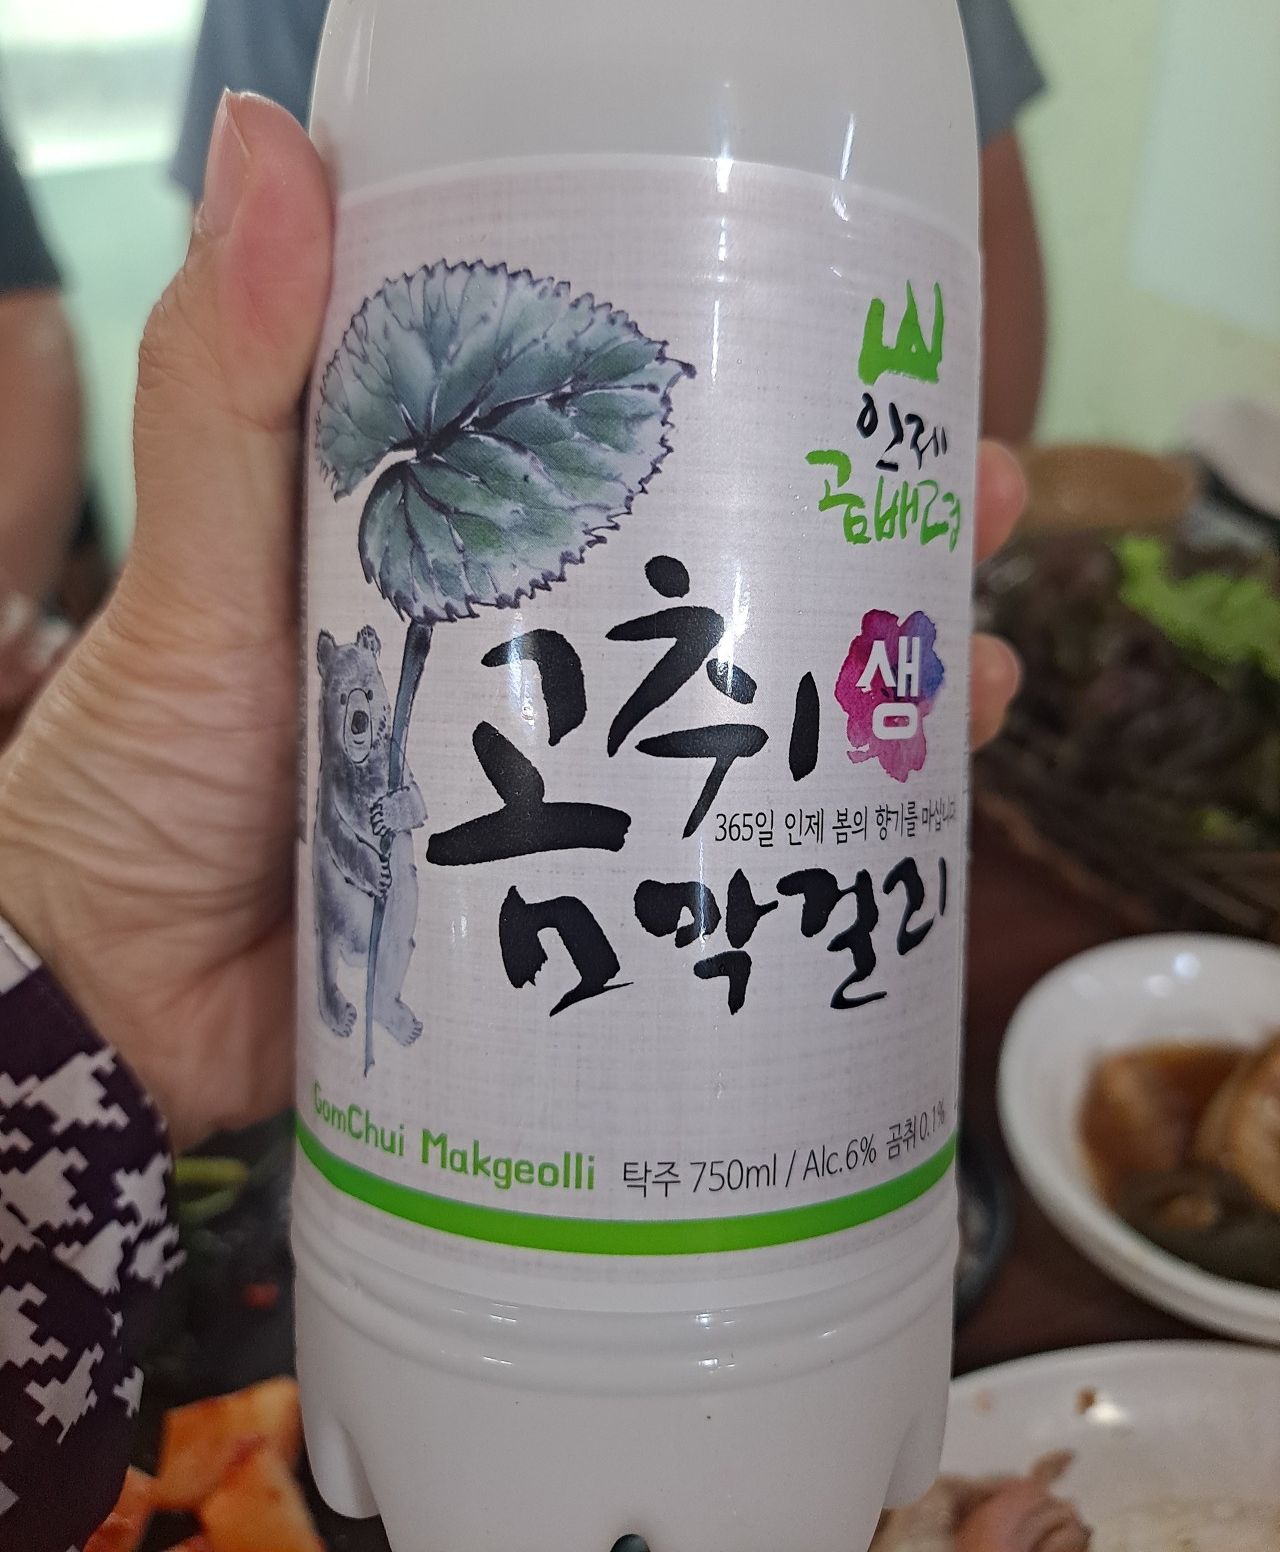 인제
곰배령
곰취
생
365일 인제 봄의 향기를 마십니다
막걸리
GomChui Makgeolli 탁주 750ml / Alc.6% 곰취 0.1%